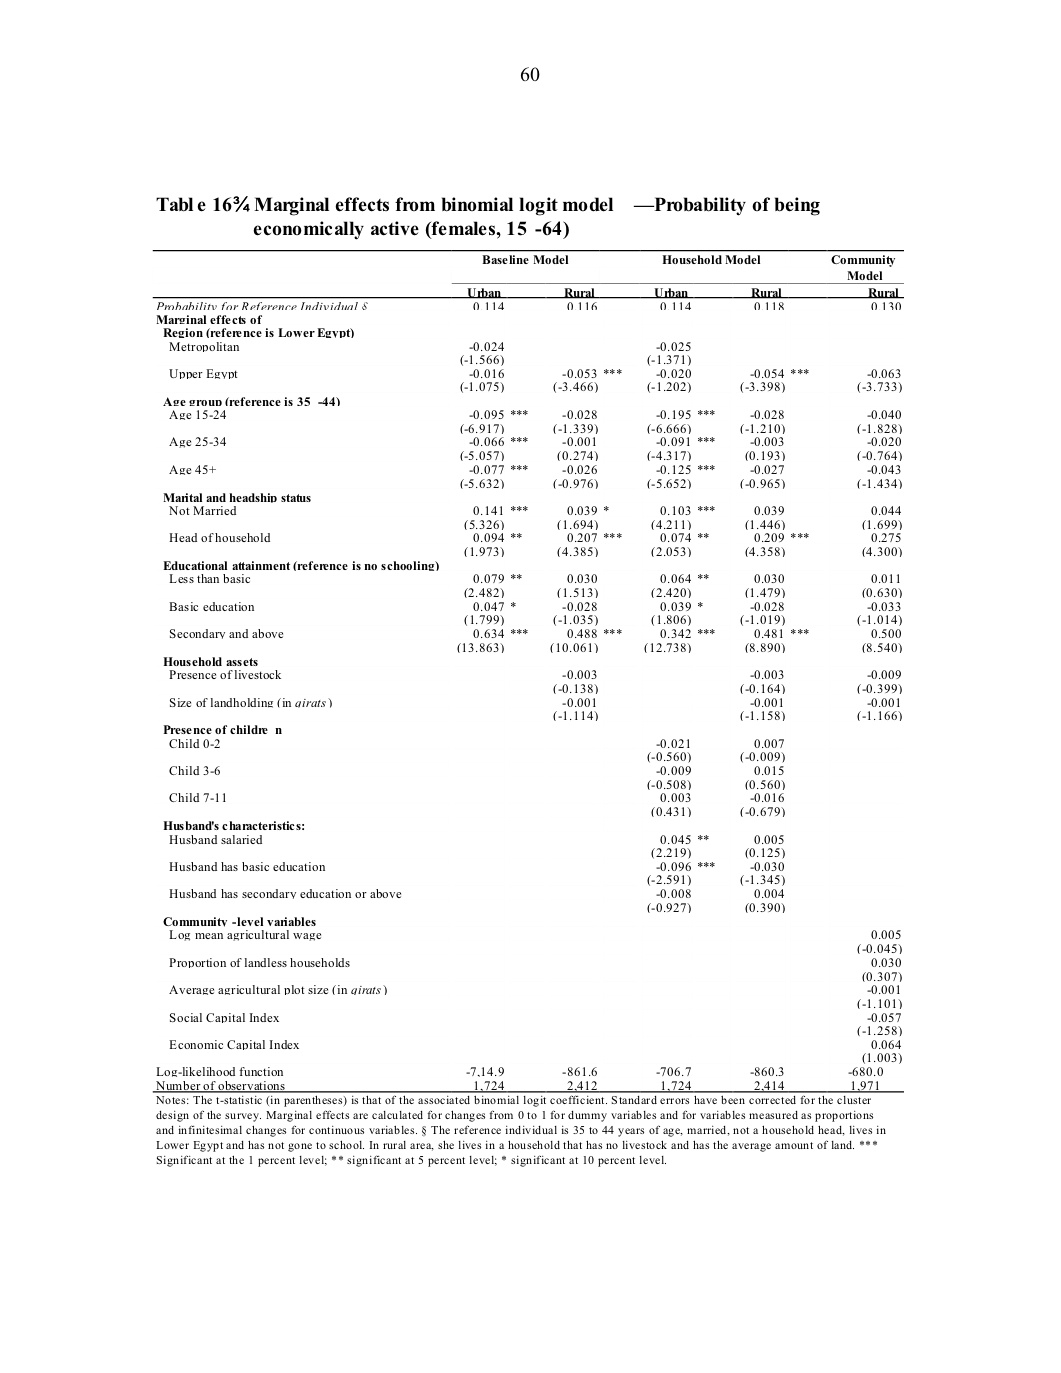 60
Tabl e 16¾ Marginal effects from binomial logit model —Probability of being
economically active (females, 15 -64)
Baseline Model Household Model Community
Model
Urban Rural Urban Rural Rural
Probability for Reference Individual § 0.114 0.116 0.114 0.118 0.130
Marginal effects of
Region (reference is Lower Egypt)
Metropolitan -0.024 -0.025
(-1.566) (-1.371)
Upper Egypt -0.016 -0.053 *** -0.020 -0.054 *** -0.063
(-1.075) (-3.466) (-1.202) (-3.398) (-3.733)
Age group (reference is 35 -44)
Age 15-24 -0.095 *** -0.028 -0.195 *** -0.028 -0.040
(-6.917) (-1.339) (-6.666) (-1.210) (-1.828)
Age 25-34 -0.066 *** -0.001 -0.091 *** -0.003 -0.020
(-5.057) (0.274) (-4.317) (0.193) (-0.764)
Age 45+ -0.077 *** -0.026 -0.125 *** -0.027 -0.043
(-5.632) (-0.976) (-5.652) (-0.965) (-1.434)
Marital and headship status
Not Married 0.141 *** 0.039 * 0.103 *** 0.039 0.044
(5.326) (1.694) (4.211) (1.446) (1.699)
Head of household 0.094 ** 0.207 *** 0.074 ** 0.209 *** 0.275
(1.973) (4.385) (2.053) (4.358) (4.300)
Educational attainment (reference is no schooling)
Less than basic 0.079 ** 0.030 0.064 ** 0.030 0.011
(2.482) (1.513) (2.420) (1.479) (0.630)
Basic education 0.047 * -0.028 0.039 * -0.028 -0.033
(1.799) (-1.035) (1.806) (-1.019) (-1.014)
Secondary and above 0.634 *** 0.488 *** 0.342 *** 0.481 *** 0.500
(13.863) (10.061) (12.738) (8.890) (8.540)
Household assets
Presence of livestock -0.003 -0.003 -0.009
(-0.138) (-0.164) (-0.399)
Size of landholding (in qirats) -0.001 -0.001 -0.001
(-1.114) (-1.158) (-1.166)
Presence of childre n
Child 0-2 -0.021 0.007
(-0.560) (-0.009)
Child 3-6 -0.009 0.015
(-0.508) (0.560)
Child 7-11 0.003 -0.016
(0.431) (-0.679)
Husband's characteristics:
Husband salaried 0.045 ** 0.005
(2.219) (0.125)
Husband has basic education -0.096 *** -0.030
(-2.591) (-1.345)
Husband has secondary education or above -0.008 0.004
(-0.927) (0.390)
Community -level variables
Log mean agricultural wage 0.005
(-0.045)
Proportion of landless households 0.030
(0.307)
Average agricultural plot size (in qirats) -0.001
(-1.101)
Social Capital Index -0.057
(-1.258)
Economic Capital Index 0.064
(1.003)
Log-likelihood function -7,14.9 -861.6 -706.7 -860.3 -680.0
Number of observations 1,724 2,412 1,724 2,414 1,971
Notes: The t-statistic (in parentheses) is that of the associated binomial logit coefficient. Standard errors have been corrected for the cluster
design of the survey. Marginal effects are calculated for changes from 0 to 1 for dummy variables and for variables measured as proportions
and infinitesimal changes for continuous variables. § The reference individual is 35 to 44 years of age, married, not a household head, lives in
Lower Egypt and has not gone to school. In rural area, she lives in a household that has no livestock and has the average amount of land. ***
Significant at the 1 percent level; ** significant at 5 percent level; * significant at 10 percent level.